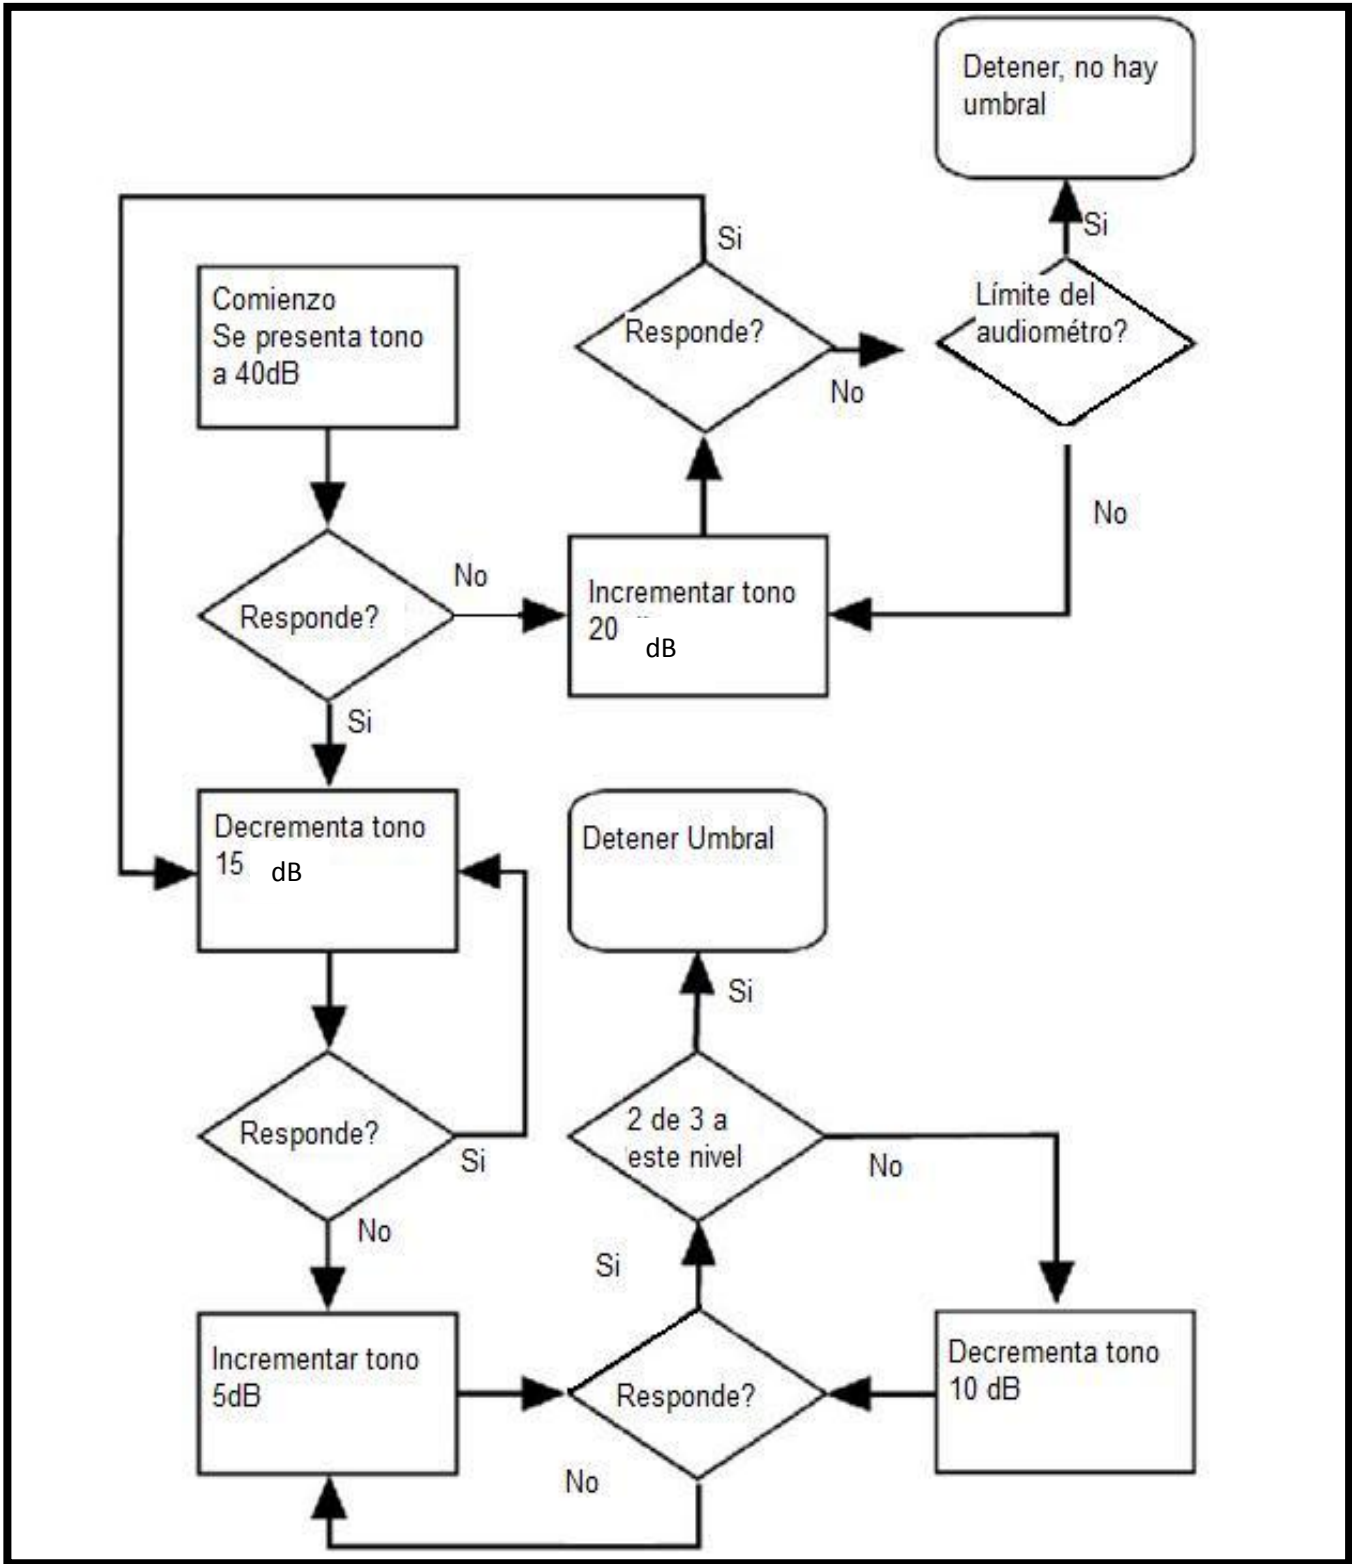 Detener, no hay
umbral
Si
Si
Comienzo
Se presenta tono
a 40dB
Responde?
No
Límite del
audiométro?
No
Responde?
No
Si
Incrementar tono
20 dB
Decrementa tono
15 dB
Detener Umbral
Si
Responde?
Si
No
2 de 3 a
este nivel
No
Si
Incrementar tono
5dB
Responde?
No
Decrementa tono
10 dB